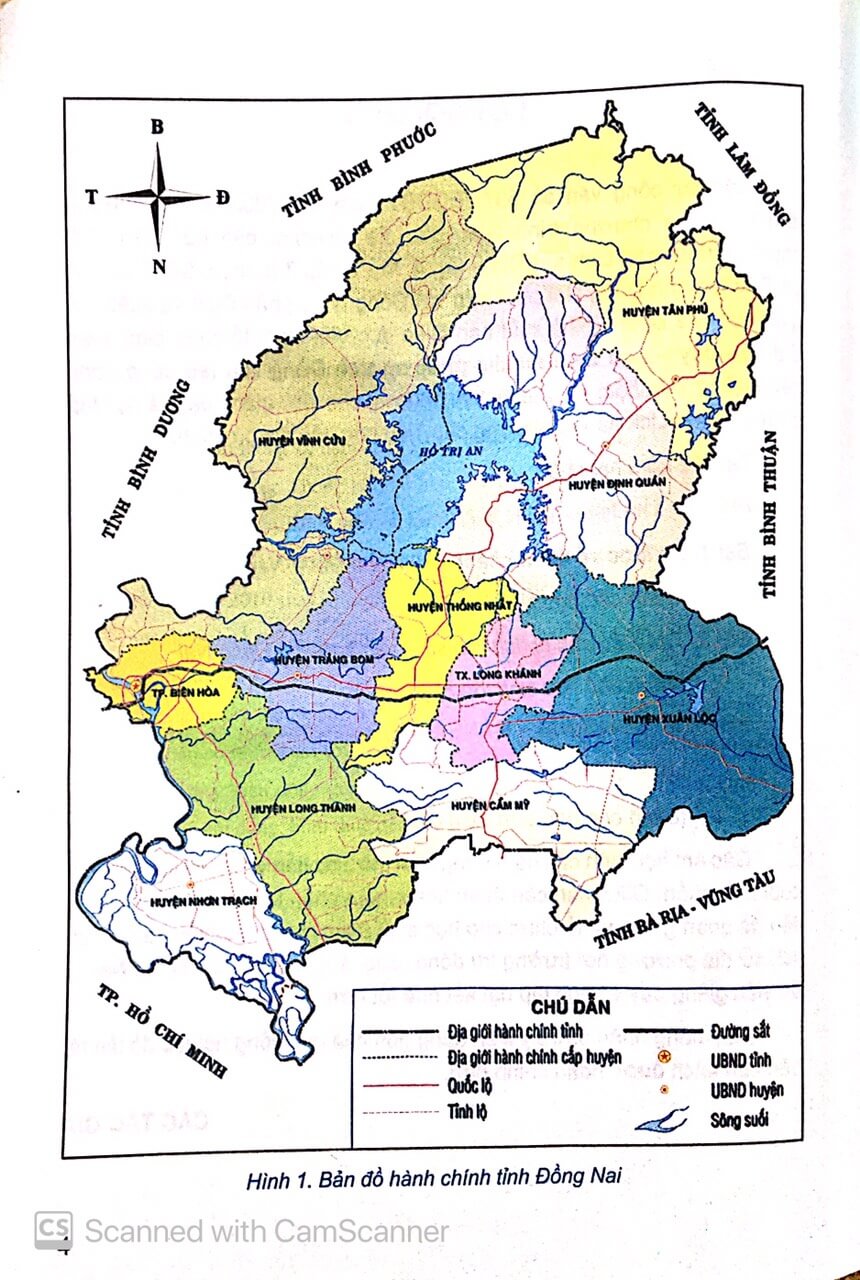 B
T
Đ
N
TỈNH BÌNH PHƯỚC
TỈNH LÂM ĐỒNG
HUYỆN TÂN PHÚ
TỈNH BÌNH DƯƠNG
HUYỆN VĨNH CỬU
HỒ TRỊ AN
HUYỆN ĐỊNH QUÁN
TỈNH BÌNH THUẬN
HUYỆN THỐNG NHẤT
HUYỆN TRẢNG BOM
TX. LONG KHÁNH
TP. BIÊN HÒA
HUYỆN XUÂN LỘC
HUYỆN LONG THÀNH
HUYỆN CẨM MỸ
HUYỆN NHƠN TRẠCH
TỈNH BÀ RỊA - VŨNG TÀU
TP. HỒ CHÍ MINH
CHÚ DẪN
Địa giới hành chính tỉnh
Đường sắt
Địa giới hành chính cấp huyện
UBND tỉnh
Quốc lộ
UBND huyện
Tỉnh lộ
Sông suối
Hình 1. Bản đồ hành chính tỉnh Đồng Nai
CS Scanned with CamScanner
4